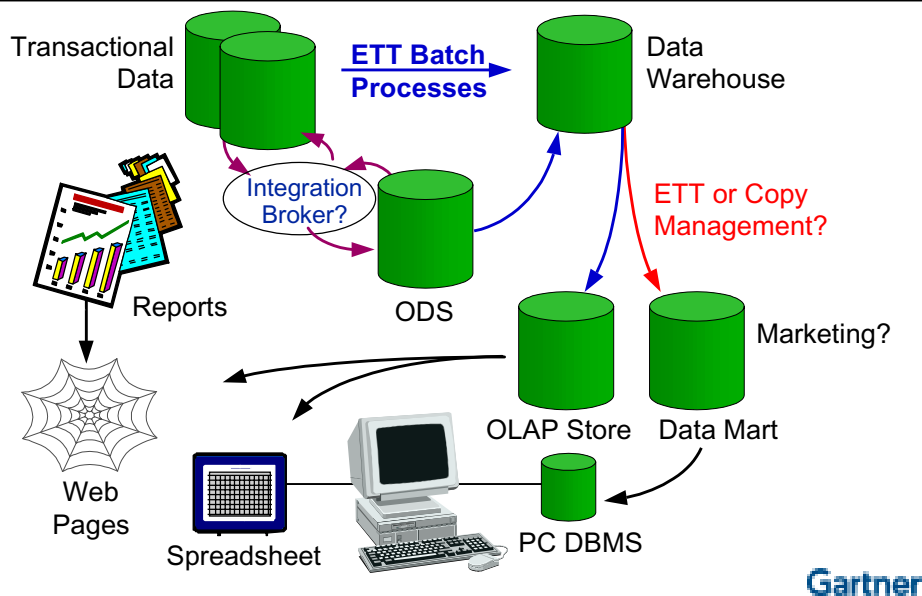 Transactional
Data
ETT Batch
Processes
Data
Warehouse
Integration
Broker?
ETT or Copy
Management?
Reports
ODS
Marketing?
OLAP Store
Data Mart
Web
Pages
Spreadsheet
PC DBMS
Gartner